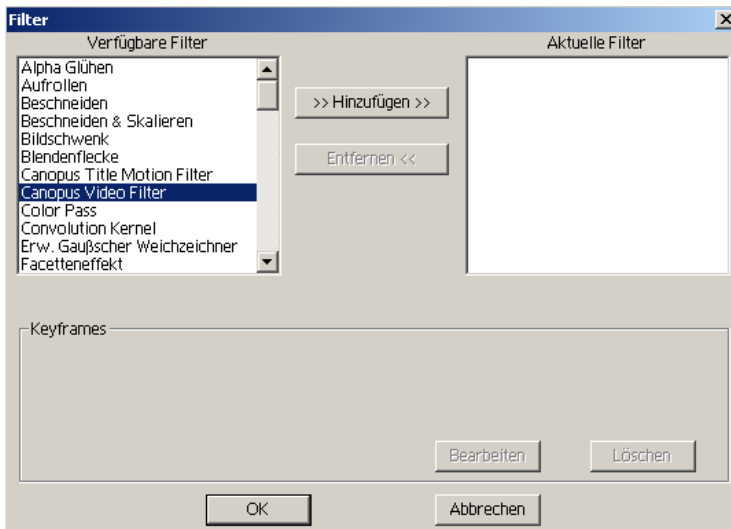 Filter
Verfügbare Filter
Aktuelle Filter
Alpha Glühen
Aufrollen
Beschneiden
Beschneiden & Skalieren
Bildschwenk
Blendenflecke
Canopus Title Motion Filter
Canopus Video Filter
Color Pass
Convolution Kernel
Erw. Gaußscher Weichzeichner
Facetteneffekt
>> Hinzufügen >>
Entfernen <<
Keyframes
Bearbeiten
Löschen
OK
Abbrechen